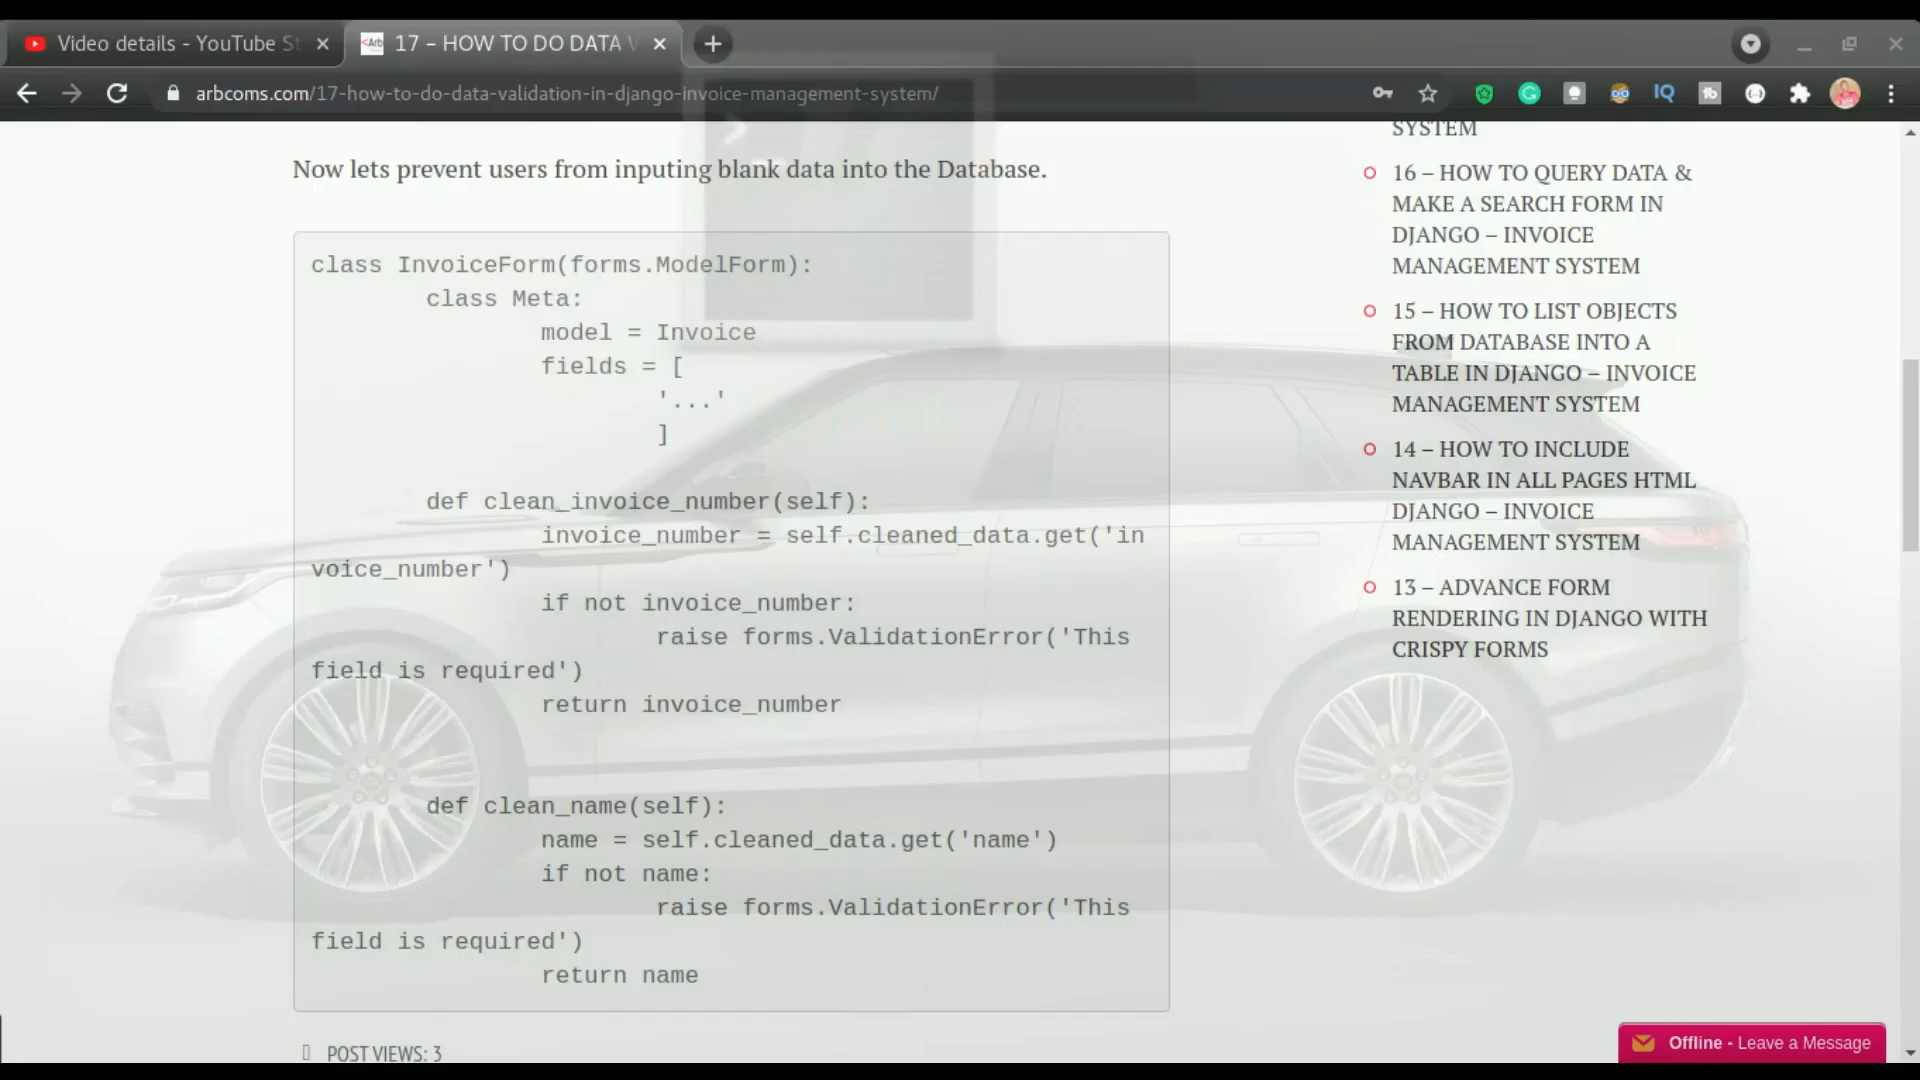 Video details - YouTube St
17 – HOW TO DO DATA V
arbcoms.com/17-how-to-do-data-validation-in-django-invoice-management-system/
Now lets prevent users from inputing blank data into the Database.
class InvoiceForm(forms.ModelForm):
class Meta:
model = Invoice
fields = [
'...'
]
def clean_invoice_number(self):
invoice_number = self.cleaned_data.get('in
voice_number')
if not invoice_number:
raise forms.ValidationError('This
field is required')
return invoice_number
def clean_name(self):
name = self.cleaned_data.get('name')
if not name:
raise forms.ValidationError('This
field is required')
return name
POST VIEWS: 3
SYSTEM
16 – HOW TO QUERY DATA &
MAKE A SEARCH FORM IN
DJANGO – INVOICE
MANAGEMENT SYSTEM
15 – HOW TO LIST OBJECTS
FROM DATABASE INTO A
TABLE IN DJANGO – INVOICE
MANAGEMENT SYSTEM
14 – HOW TO INCLUDE
NAVBAR IN ALL PAGES HTML
DJANGO – INVOICE
MANAGEMENT SYSTEM
13 – ADVANCE FORM
RENDERING IN DJANGO WITH
CRISPY FORMS
Offline - Leave a Message